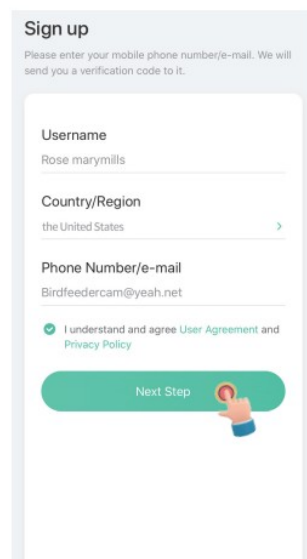 Sign up
Please enter your mobile phone number/e-mail. We will
send you a verification code to it.
Username
Rose marymills
Country/Region
the United States
Phone Number/e-mail
Birdfeedercam@yeah.net
I understand and agree User Agreement and
Privacy Policy
Next Step